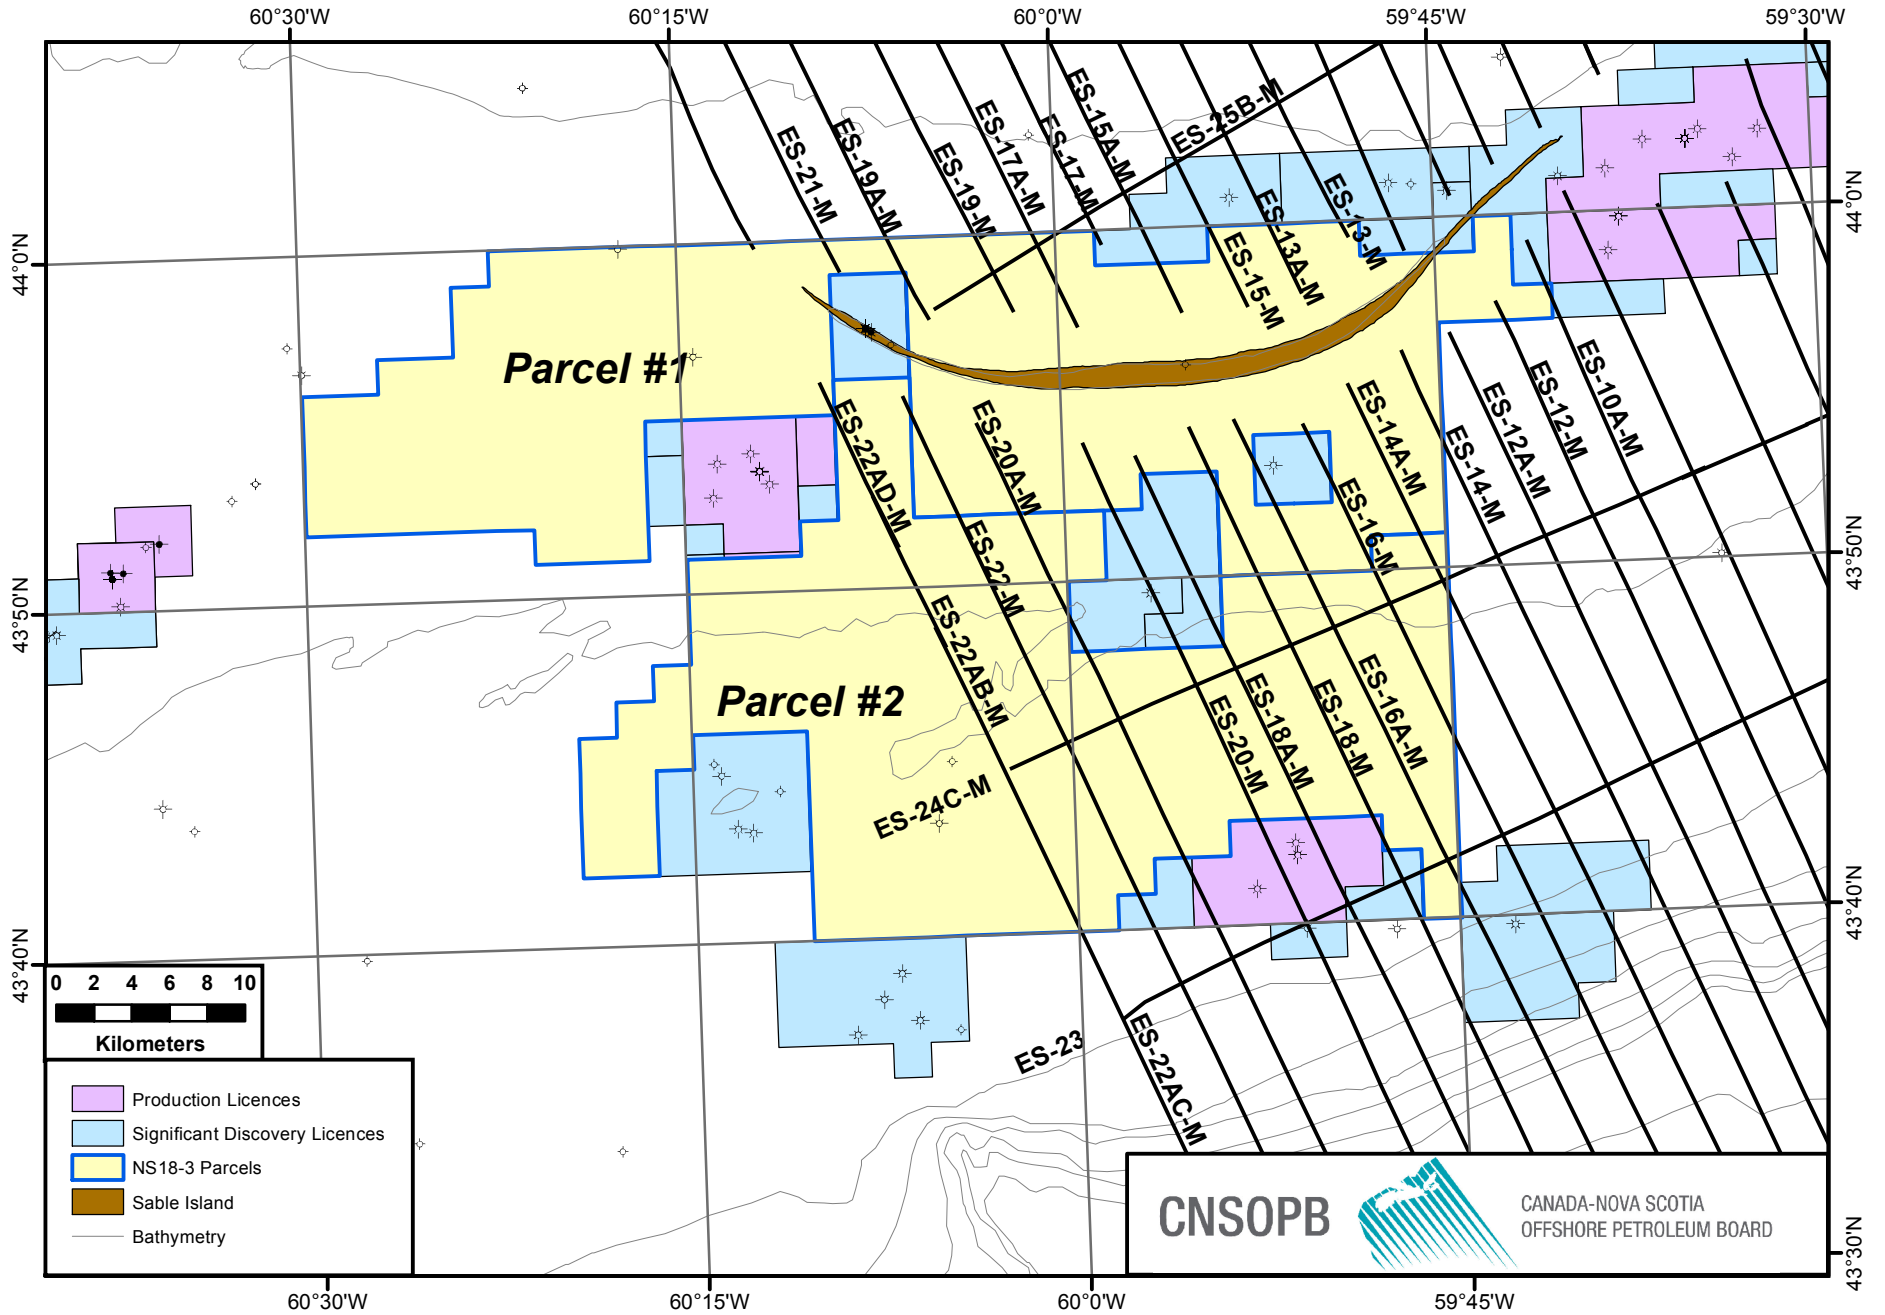 60°30'W
60°15'W
60°0'W
59°45'W
59°30'W
ES-21-M
ES-19A-M
ES-19-M
ES-17A-M
ES-17-M
ES-15A-M
ES-25B-M
ES-15-M
ES-13A-M
ES-13-M
44°0'N
44°0'N
Parcel #1
ES-22AD-M
ES-20A-M
ES-22-M
ES-16-M
ES-14A-M
ES-14-M
ES-12A-M
ES-12-M
ES-10A-M
43°50'N
43°50'N
Parcel #2
ES-22AB-M
ES-24C-M
ES-20-M
ES-18A-M
ES-18-M
ES-16A-M
43°40'N
43°40'N
ES-23
ES-22AC-M
0 2 4 6 8 10
Kilometers
Production Licences
Significant Discovery Licences
NS18-3 Parcels
Sable Island
Bathymetry
CNSOPB
CANADA-NOVA SCOTIA
OFFSHORE PETROLEUM BOARD
43°30'N
60°30'W
60°15'W
60°0'W
59°45'W